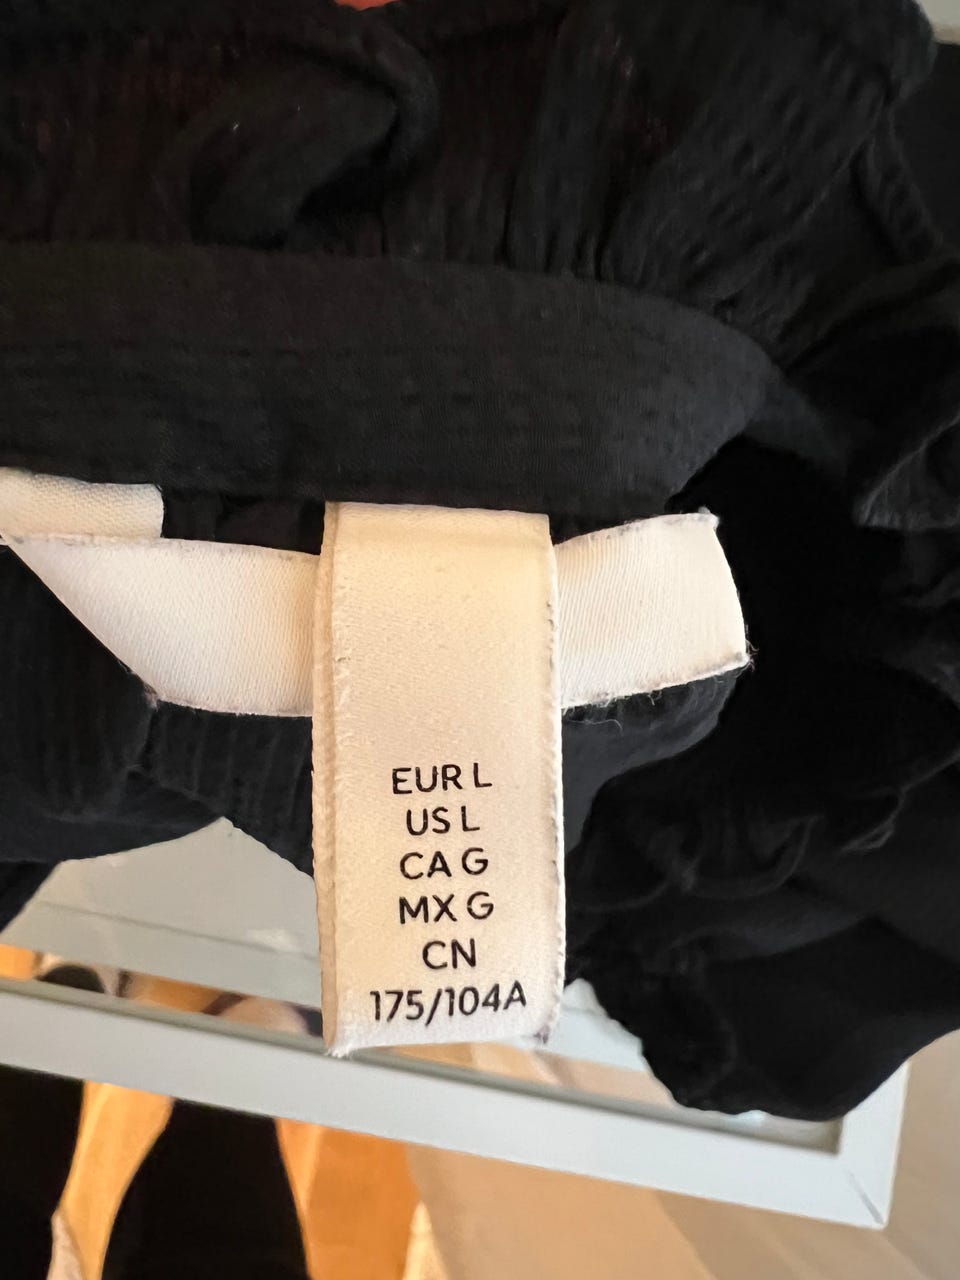 EUR L
US L
CA G
MX G
CN
175/104A